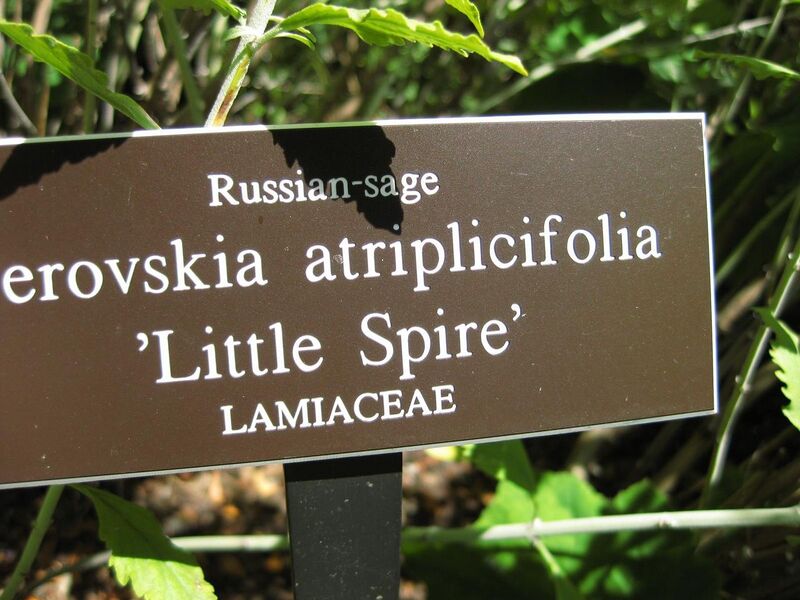 Russian-sage
erovskia atriplicifolia
’Little Spire’
LAMIACEAE